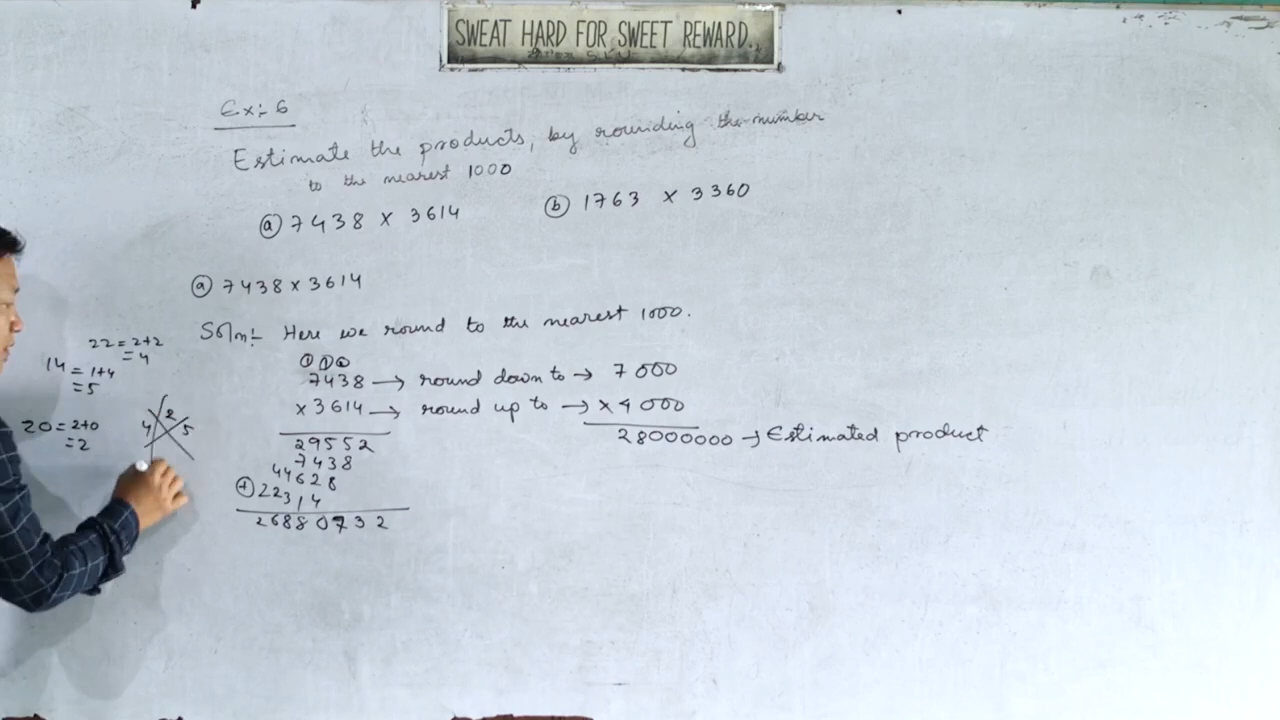 SWEAT HARD FOR SWEET REWARD.
Ex:- 6
Estimate the products, by rounding the number
to the nearest 1000
(a) 7438 x 3614 (b) 1763 x 3360
(a) 7438 x 3614
Soln:- Here we round to the nearest 1000.
7438 → round down to → 7000
x 3614 → round up to → x 4000
29552 28000000 → Estimated product
7438
44628
(+) 22314
26880732
22 = 2+2
= 4
14 = 1+4
= 5
20 = 2+0
= 2
2
4 5